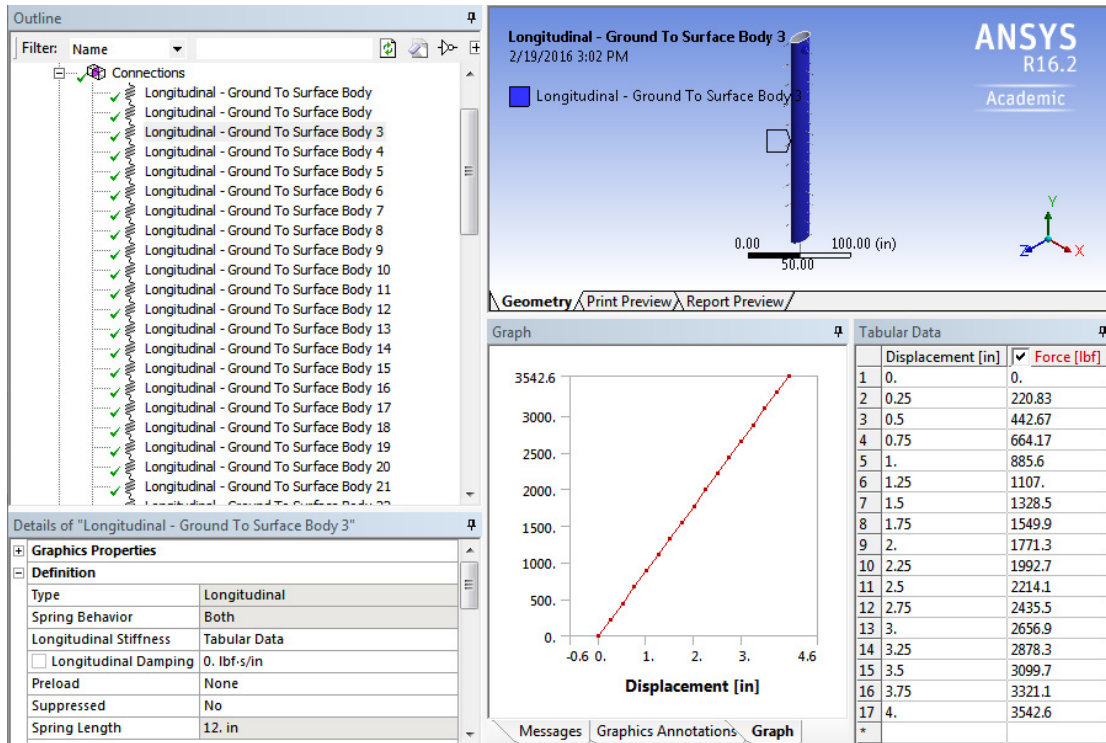 Outline
Filter: Name
Connections
Longitudinal - Ground To Surface Body
Longitudinal - Ground To Surface Body
Longitudinal - Ground To Surface Body 3
Longitudinal - Ground To Surface Body 4
Longitudinal - Ground To Surface Body 5
Longitudinal - Ground To Surface Body 6
Longitudinal - Ground To Surface Body 7
Longitudinal - Ground To Surface Body 8
Longitudinal - Ground To Surface Body 9
Longitudinal - Ground To Surface Body 10
Longitudinal - Ground To Surface Body 11
Longitudinal - Ground To Surface Body 12
Longitudinal - Ground To Surface Body 13
Longitudinal - Ground To Surface Body 14
Longitudinal - Ground To Surface Body 15
Longitudinal - Ground To Surface Body 16
Longitudinal - Ground To Surface Body 17
Longitudinal - Ground To Surface Body 18
Longitudinal - Ground To Surface Body 19
Longitudinal - Ground To Surface Body 20
Longitudinal - Ground To Surface Body 21
Details of "Longitudinal - Ground To Surface Body 3"
Graphics Properties
Definition
Type Longitudinal
Spring Behavior Both
Longitudinal Stiffness Tabular Data
Longitudinal Damping 0. lbf·s/in
Preload None
Suppressed No
Spring Length 12. in
Longitudinal - Ground To Surface Body 3
2/19/2016 3:02 PM
Longitudinal - Ground To Surface Body 3
ANSYS
R16.2
Academic
0.00 100.00 (in)
50.00
Y
Z X
Geometry Print Preview Report Preview
Graph
3542.6
3000.
2500.
2000.
1500.
1000.
500.
0.
-0.6 0. 1. 2. 3. 4.6
Displacement [in]
Messages Graphics Annotations Graph
Tabular Data
Displacement [in] Force [lbf]
1 0. 0.
2 0.25 220.83
3 0.5 442.67
4 0.75 664.17
5 1. 885.6
6 1.25 1107.
7 1.5 1328.5
8 1.75 1549.9
9 2. 1771.3
10 2.25 1992.7
11 2.5 2214.1
12 2.75 2435.5
13 3. 2656.9
14 3.25 2878.3
15 3.5 3099.7
16 3.75 3321.1
17 4. 3542.6
*